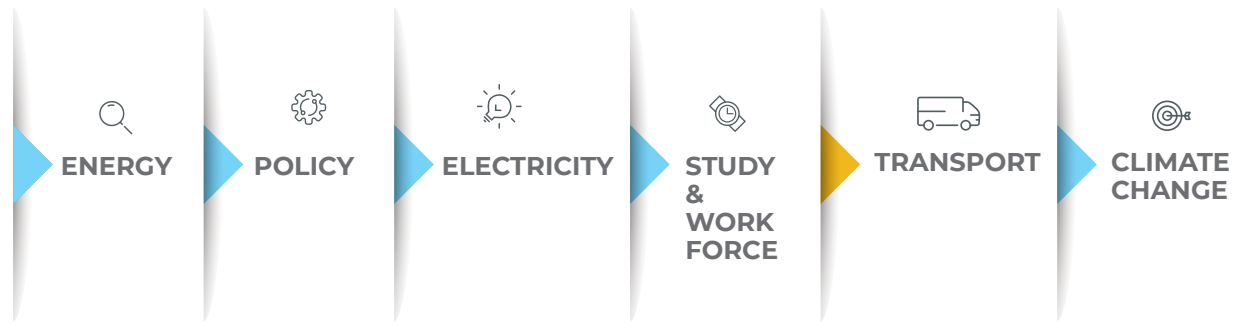 ENERGY
POLICY
ELECTRICITY
STUDY
&
WORK
FORCE
TRANSPORT
CLIMATE
CHANGE